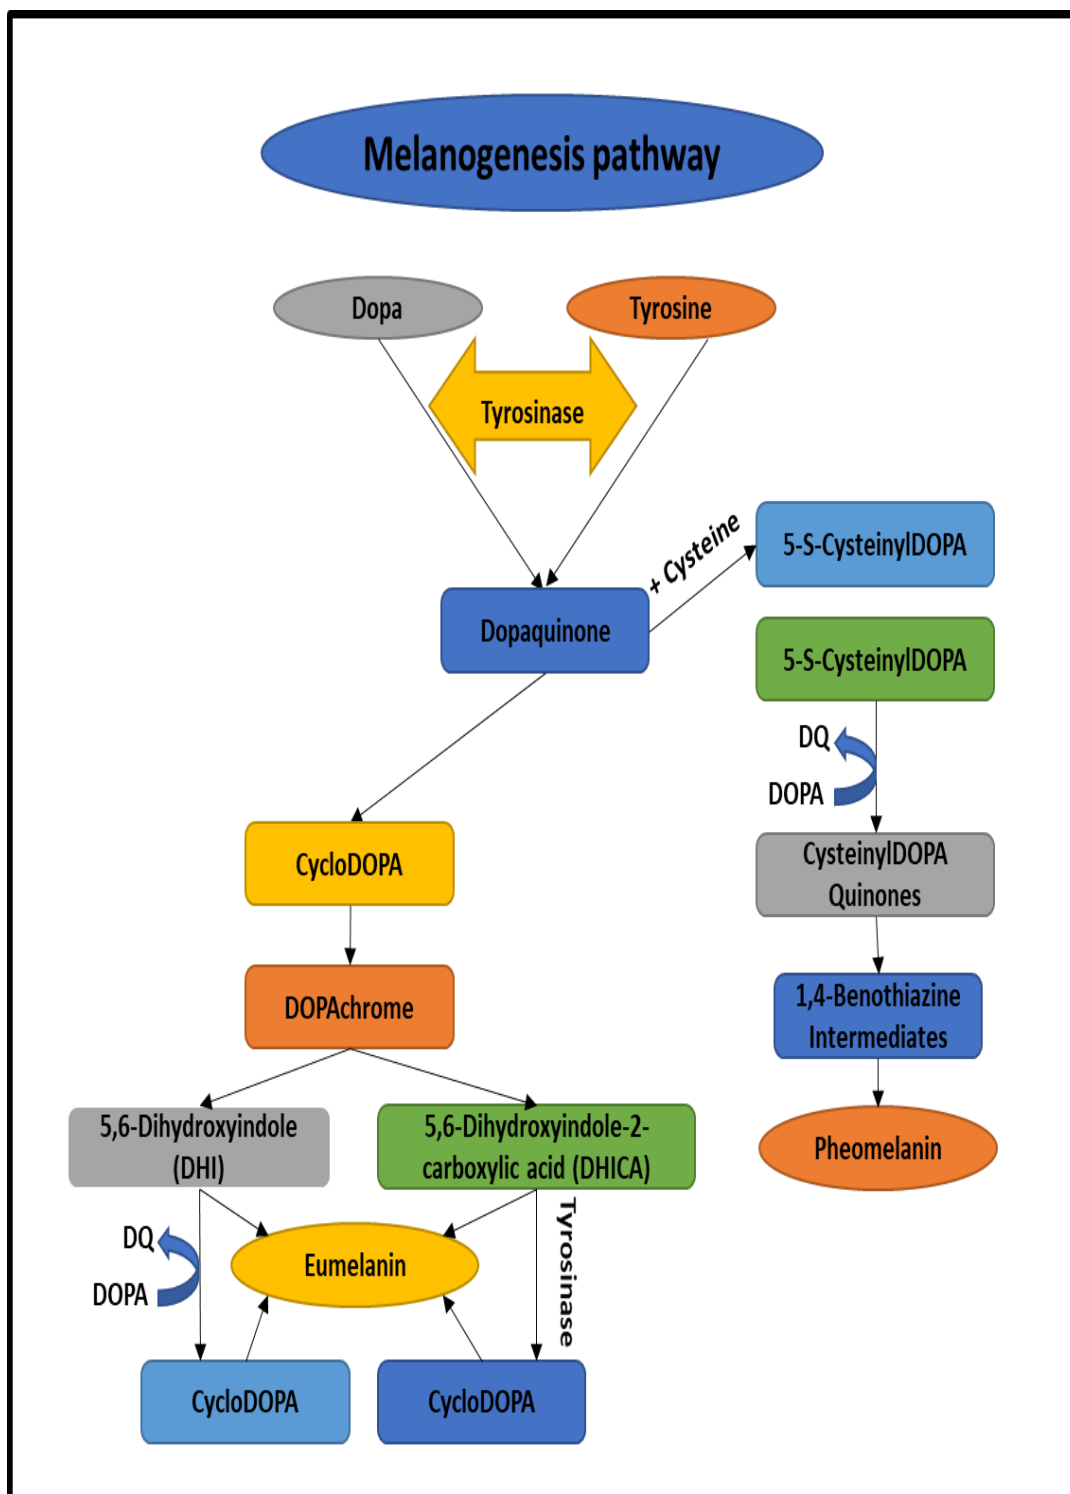 Melanogenesis pathway
Dopa
Tyrosine
Tyrosinase
+ Cysteine
5-S-CysteinylDOPA
Dopaquinone
5-S-CysteinylDOPA
DQ
DOPA
CycloDOPA
CysteinylDOPA
Quinones
DOPAchrome
1,4-Benothiazine
Intermediates
5,6-Dihydroxyindole
(DHI)
5,6-Dihydroxyindole-2-
carboxylic acid (DHICA)
Pheomelanin
DQ
DOPA
Eumelanin
Tyrosinase
CycloDOPA
CycloDOPA